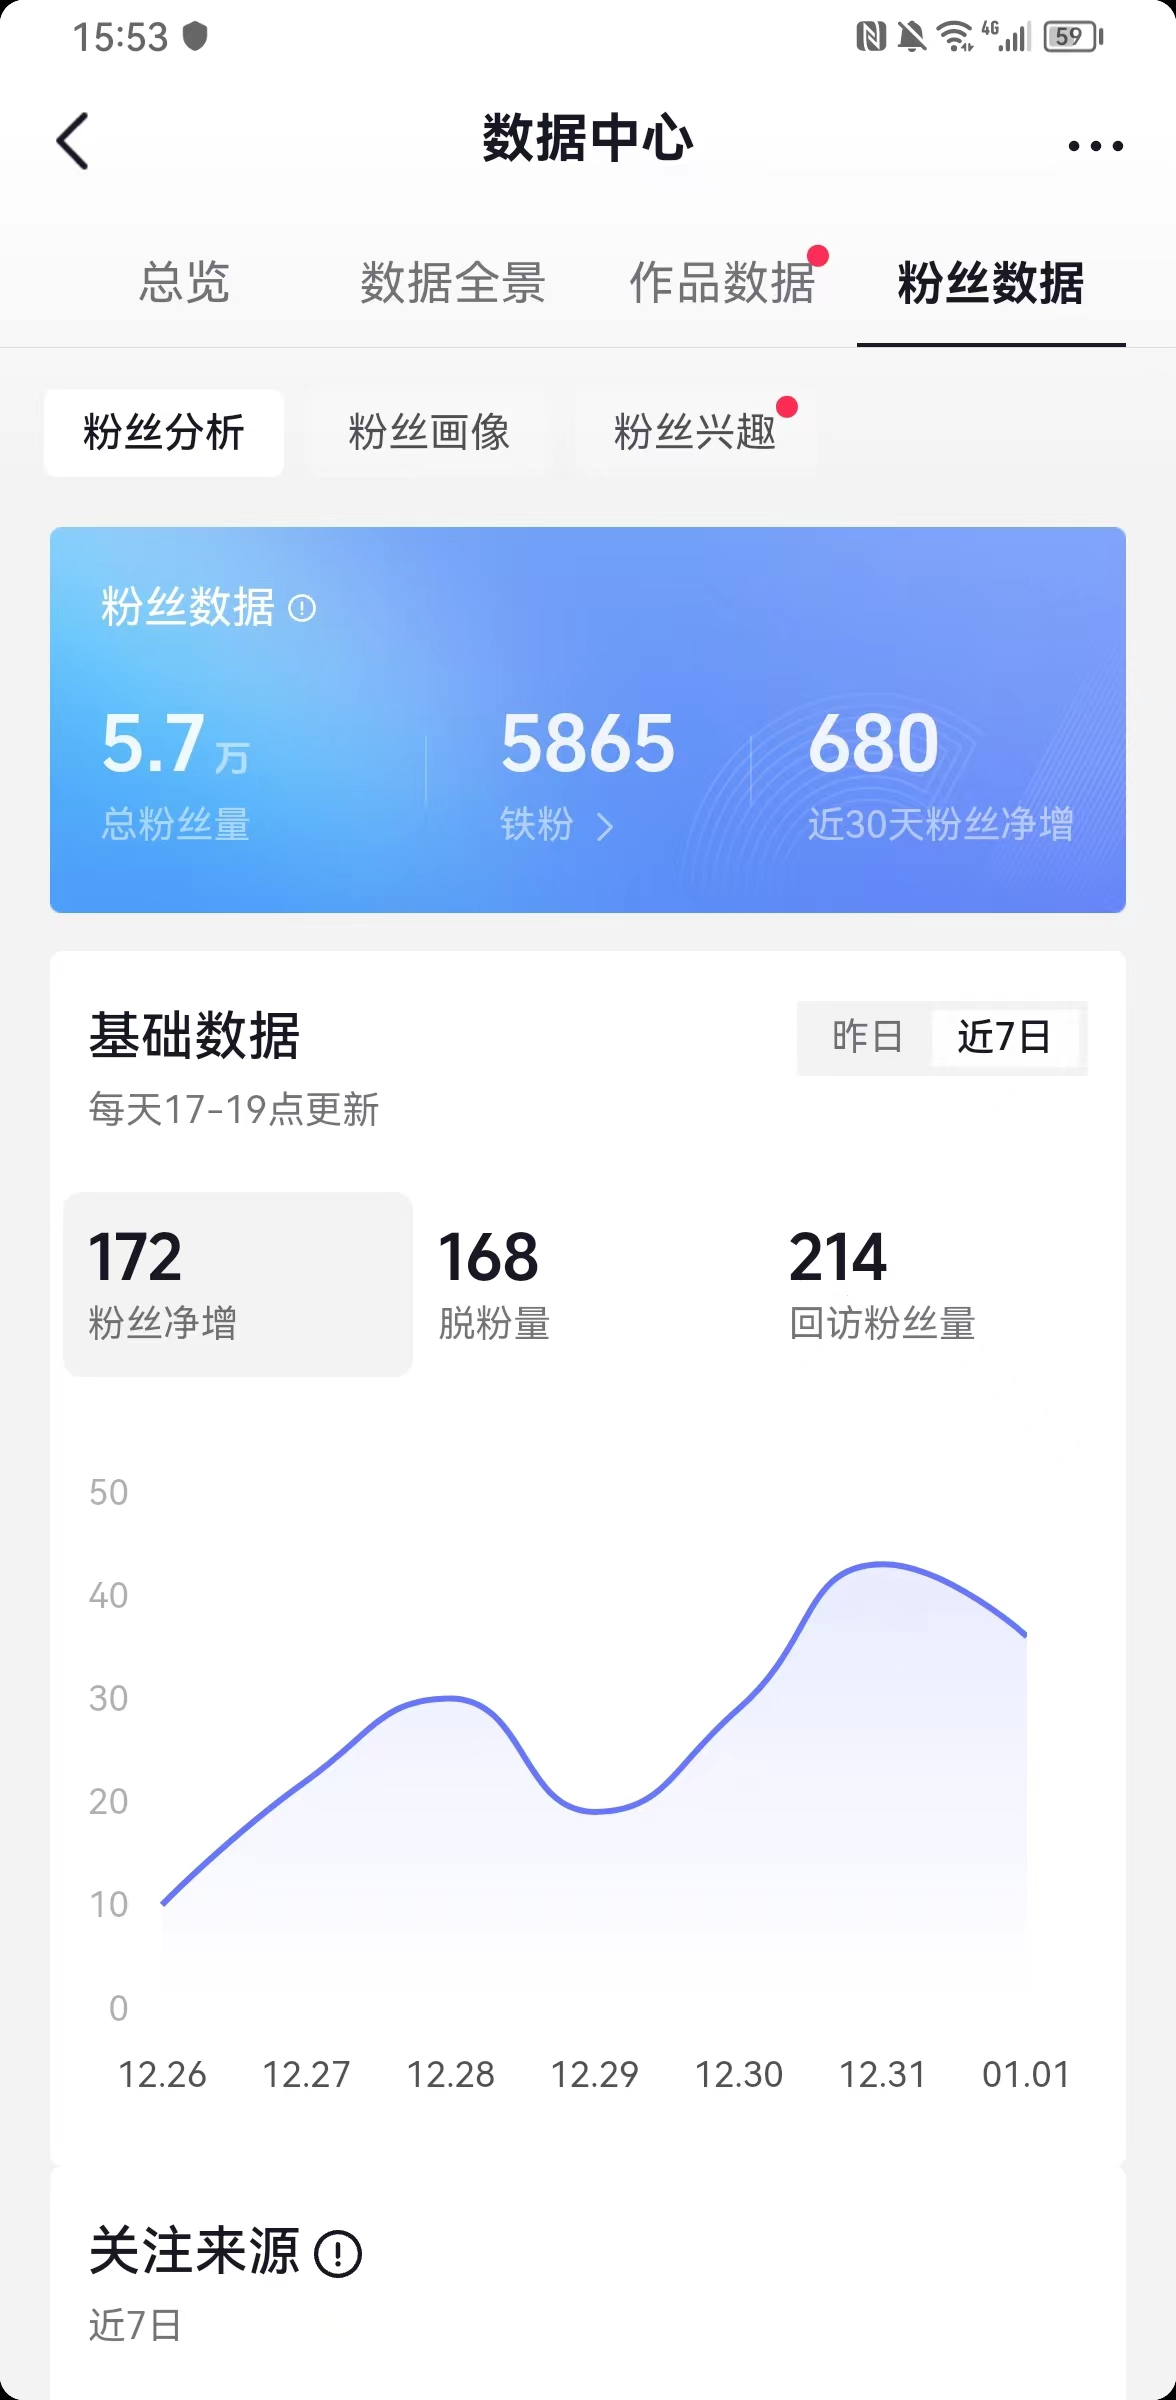 15:53 4G 59
数据中心
总览 数据全景 作品数据 粉丝数据
粉丝分析 粉丝画像 粉丝兴趣
粉丝数据
5.7万 5865 680
总粉丝量 铁粉 近30天粉丝净增
基础数据 昨日 近7日
每天17-19点更新
172 168 214
粉丝净增 脱粉量 回访粉丝量
50
40
30
20
10
0
12.26 12.27 12.28 12.29 12.30 12.31 01.01
关注来源
近7日